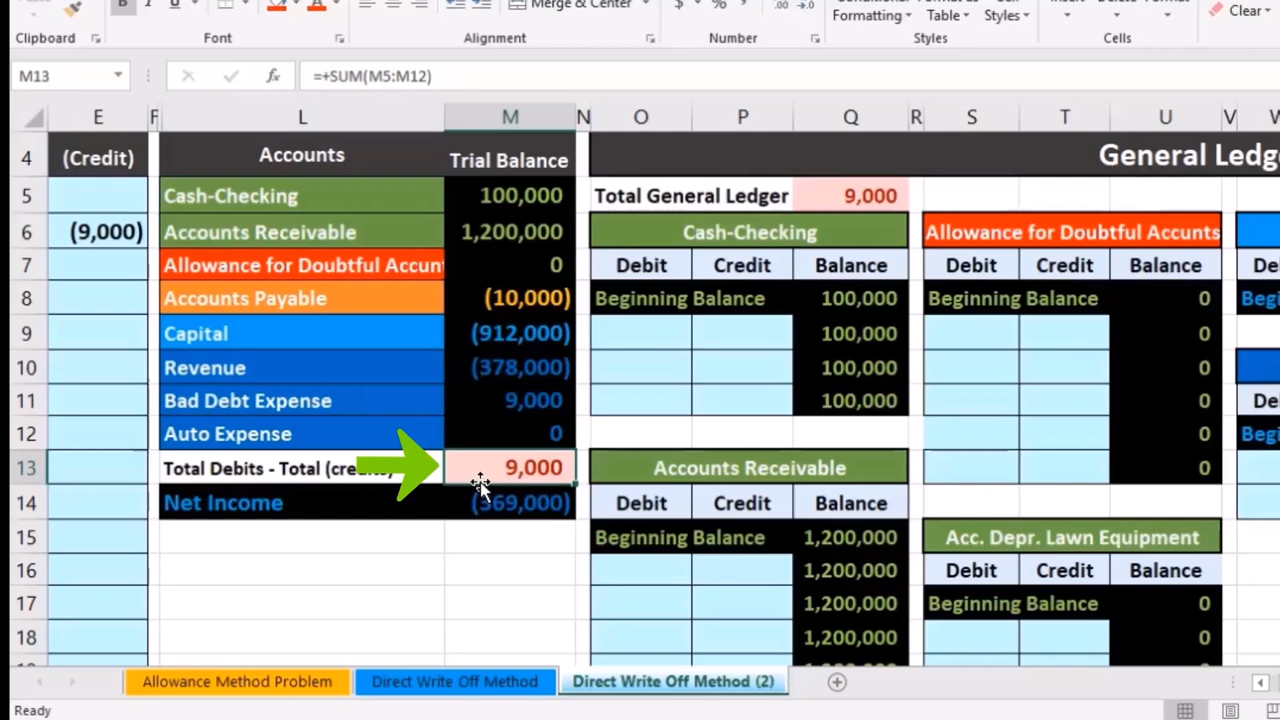 B I U Merge & Center $ % Formatting Table Styles Clear
Clipboard Font Alignment Number Styles Cells
M13 fx =+SUM(M5:M12)
E F L M N O P Q R S T U V
4 (Credit) Accounts Trial Balance General Ledg
5 Cash-Checking 100,000 Total General Ledger 9,000
6 (9,000) Accounts Receivable 1,200,000 Cash-Checking Allowance for Doubtful Accunts
7 Allowance for Doubtful Accun 0 Debit Credit Balance Debit Credit Balance De
8 Accounts Payable (10,000) Beginning Balance 100,000 Beginning Balance 0 Begi
9 Capital (912,000) 100,000 0
10 Revenue (378,000) 100,000 0
11 Bad Debt Expense 9,000 100,000 0 De
12 Auto Expense 0 0 Begi
13 Total Debits - Total (credits) 9,000 Accounts Receivable 0
14 Net Income (369,000) Debit Credit Balance
15 Beginning Balance 1,200,000 Acc. Depr. Lawn Equipment
16 1,200,000 Debit Credit Balance
17 1,200,000 Beginning Balance 0
18 1,200,000 0
Allowance Method Problem Direct Write Off Method Direct Write Off Method (2)
Ready